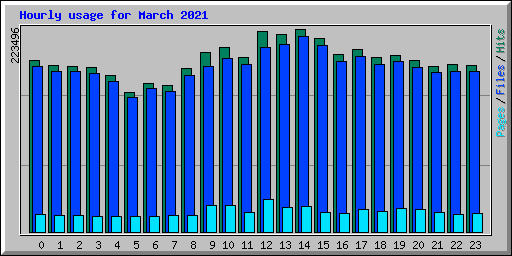 Hourly usage for March 2021
223496
Pages/Files/Hits
0 1 2 3 4 5 6 7 8 9 10 11 12 13 14 15 16 17 18 19 20 21 22 23